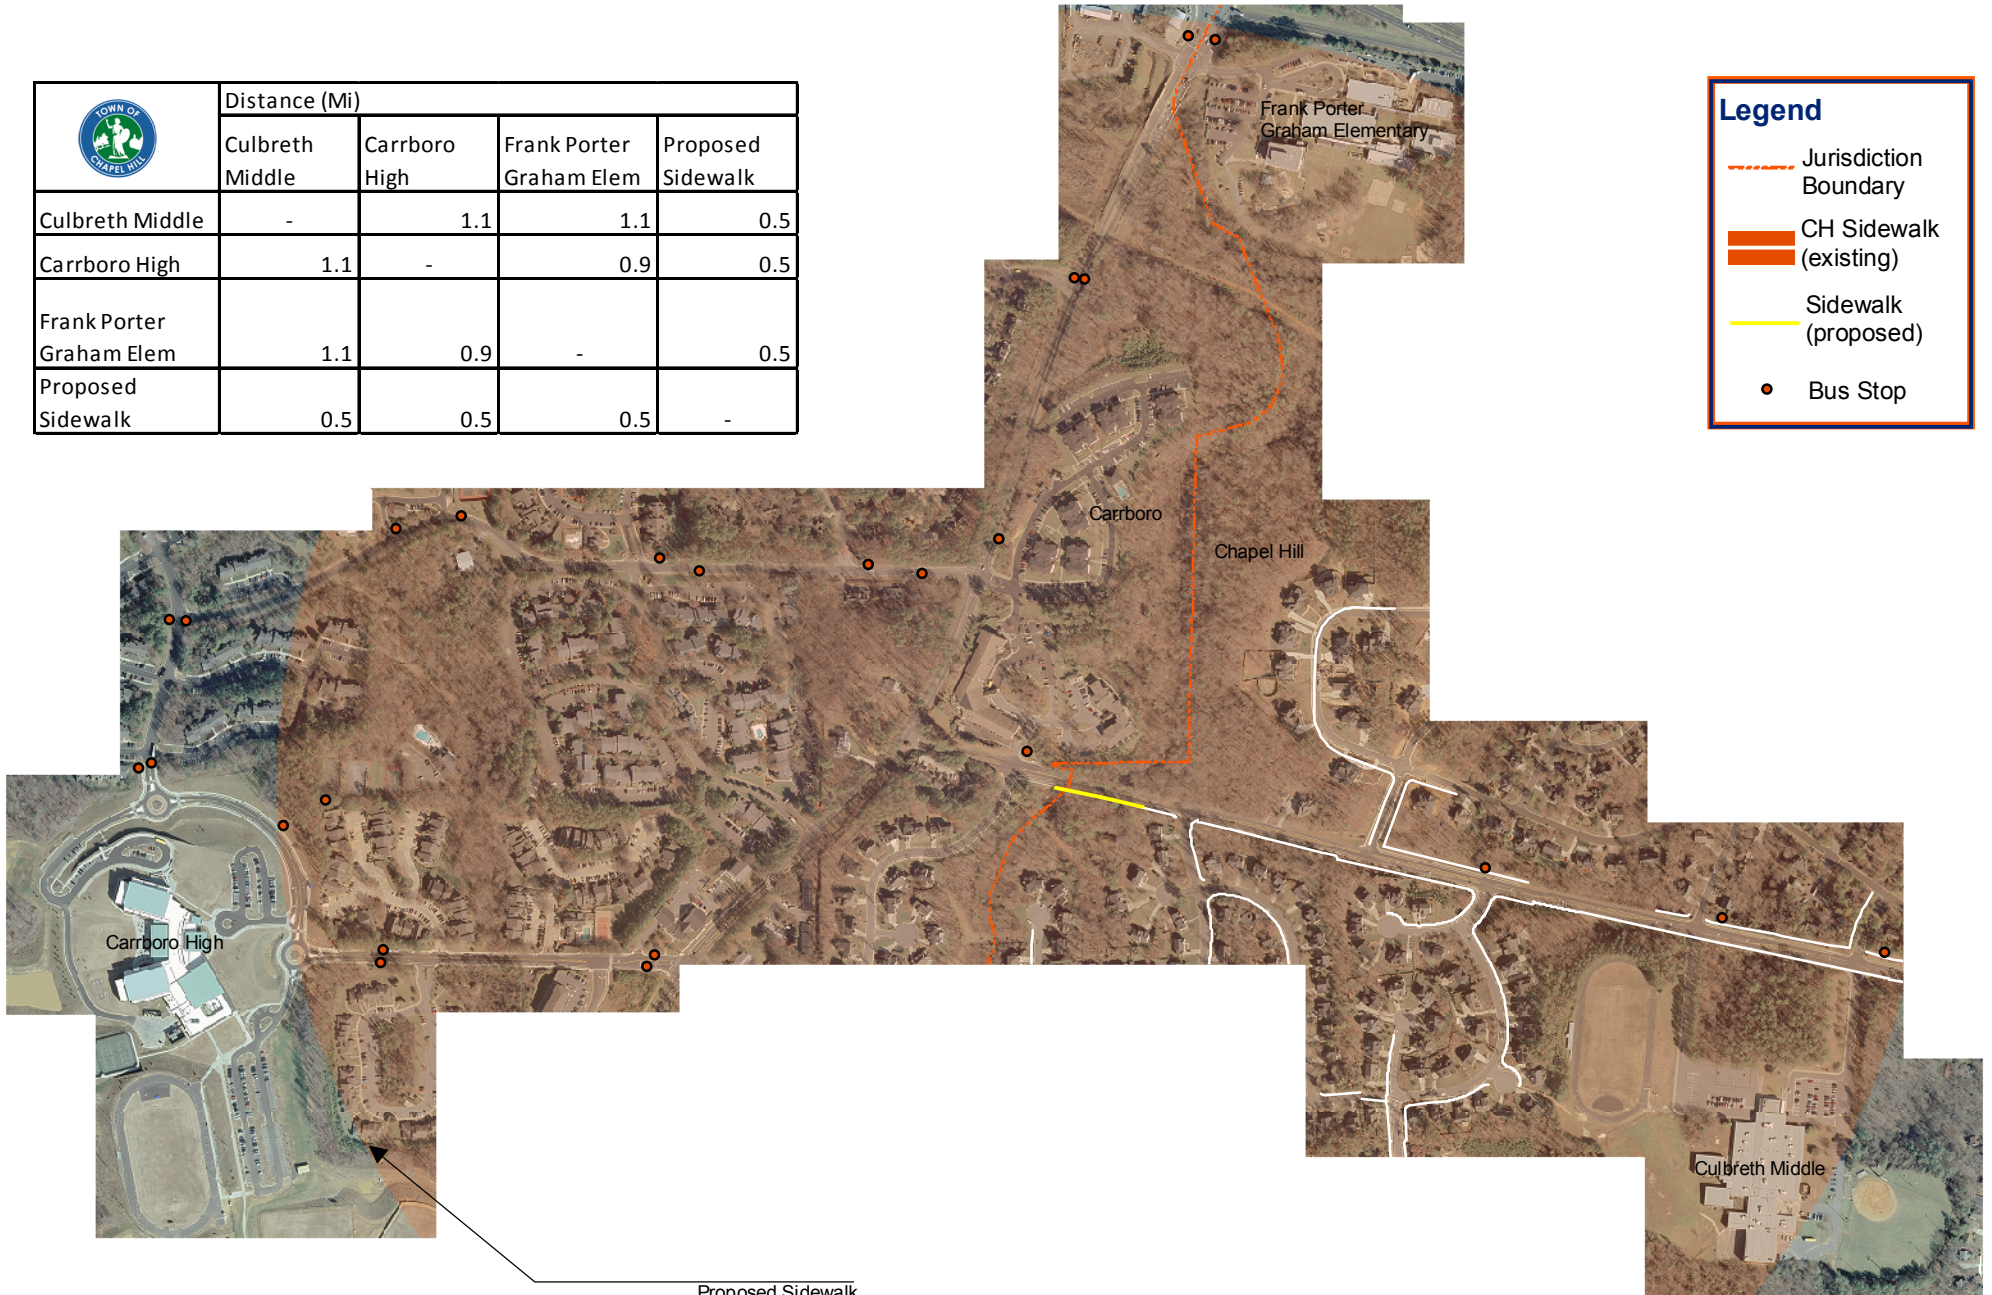 TOWN OF
CHAPEL HILL
Distance (Mi)
Culbreth
Middle
Carrboro
High
Frank Porter
Graham Elem
Proposed
Sidewalk
Culbreth Middle - 1.1 1.1 0.5
Carrboro High 1.1 - 0.9 0.5
Frank Porter
Graham Elem 1.1 0.9 - 0.5
Proposed
Sidewalk 0.5 0.5 0.5 -
Frank Porter
Graham Elementary
Legend
Jurisdiction
Boundary
CH Sidewalk
(existing)
Sidewalk
(proposed)
Bus Stop
Carrboro
Chapel Hill
Carrboro High
Culbreth Middle
Proposed Sidewalk